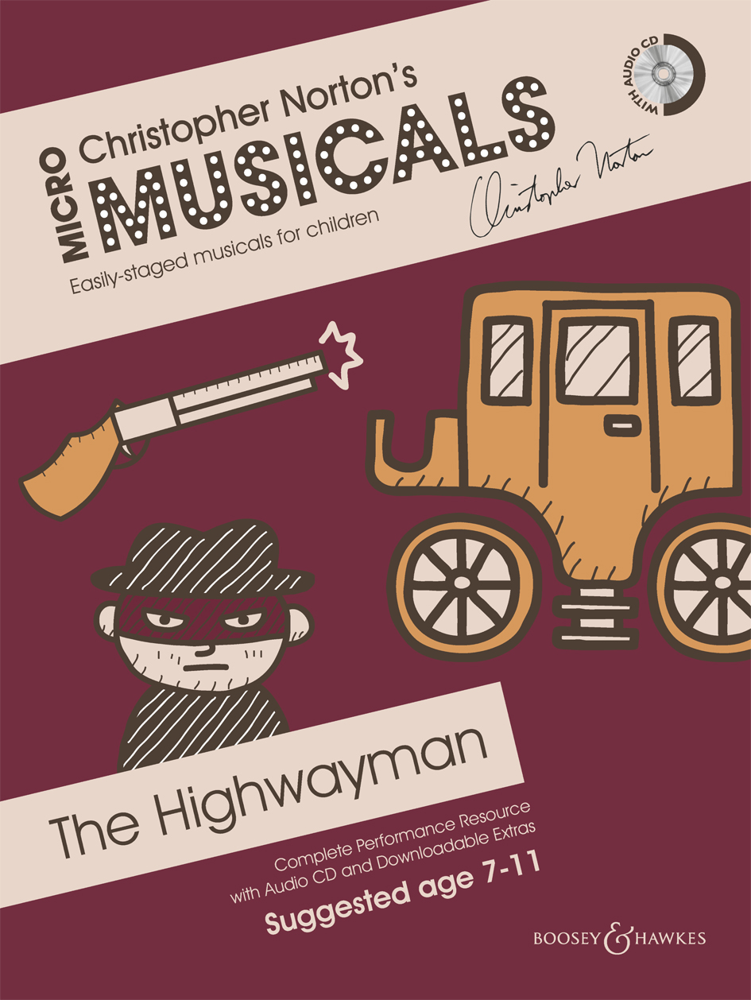 Christopher Norton's
MICRO
MUSICALS
Easily-staged musicals for children
WITH AUDIO CD
Christopher Norton
The Highwayman
Complete Performance Resource
with Audio CD and Downloadable Extras
Suggested age 7-11
BOOSEY & HAWKES